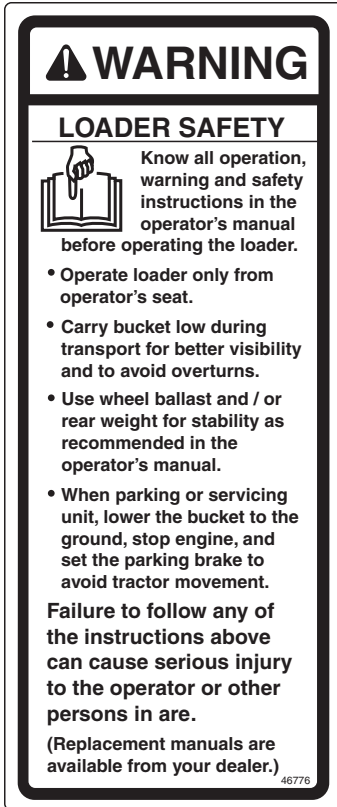 WARNING
LOADER SAFETY
Know all operation,
warning and safety
instructions in the
operator's manual
before operating the loader.
• Operate loader only from
operator's seat.
• Carry bucket low during
transport for better visibility
and to avoid overturns.
• Use wheel ballast and / or
rear weight for stability as
recommended in the
operator's manual.
• When parking or servicing
unit, lower the bucket to the
ground, stop engine, and
set the parking brake to
avoid tractor movement.
Failure to follow any of
the instructions above
can cause serious injury
to the operator or other
persons in are.
(Replacement manuals are
available from your dealer.)
46776